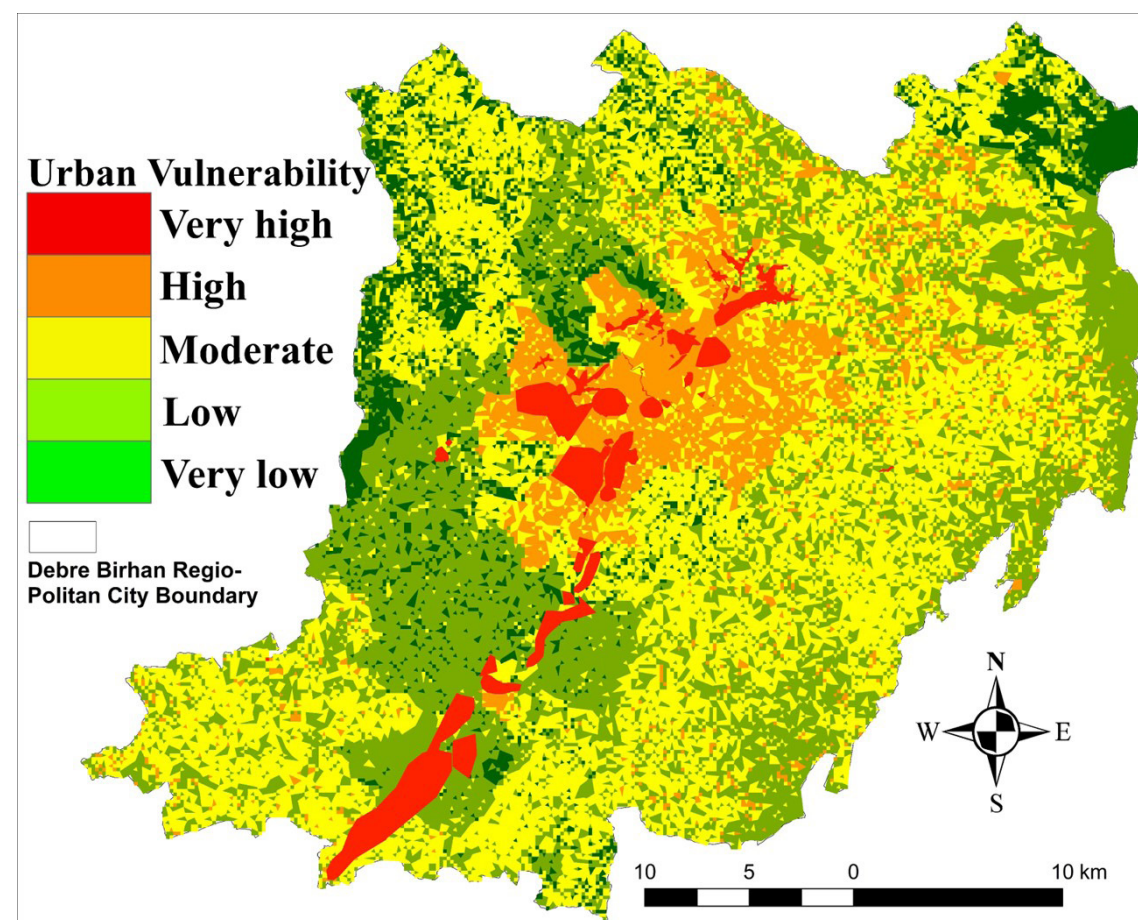 Urban Vulnerability
Very high
High
Moderate
Low
Very low
Debre Birhan Regio-
Politan City Boundary
N
W E
S
10 5 0 10 km